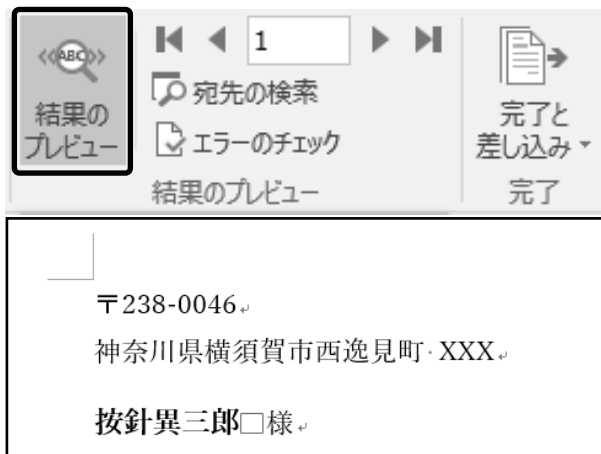 «ABC»
1
結果の
プレビュー
宛先の検索
エラーのチェック
結果のプレビュー
完了と
差し込み
完了
〒238-0046
神奈川県横須賀市西逸見町 XXX
按針異三郎□様